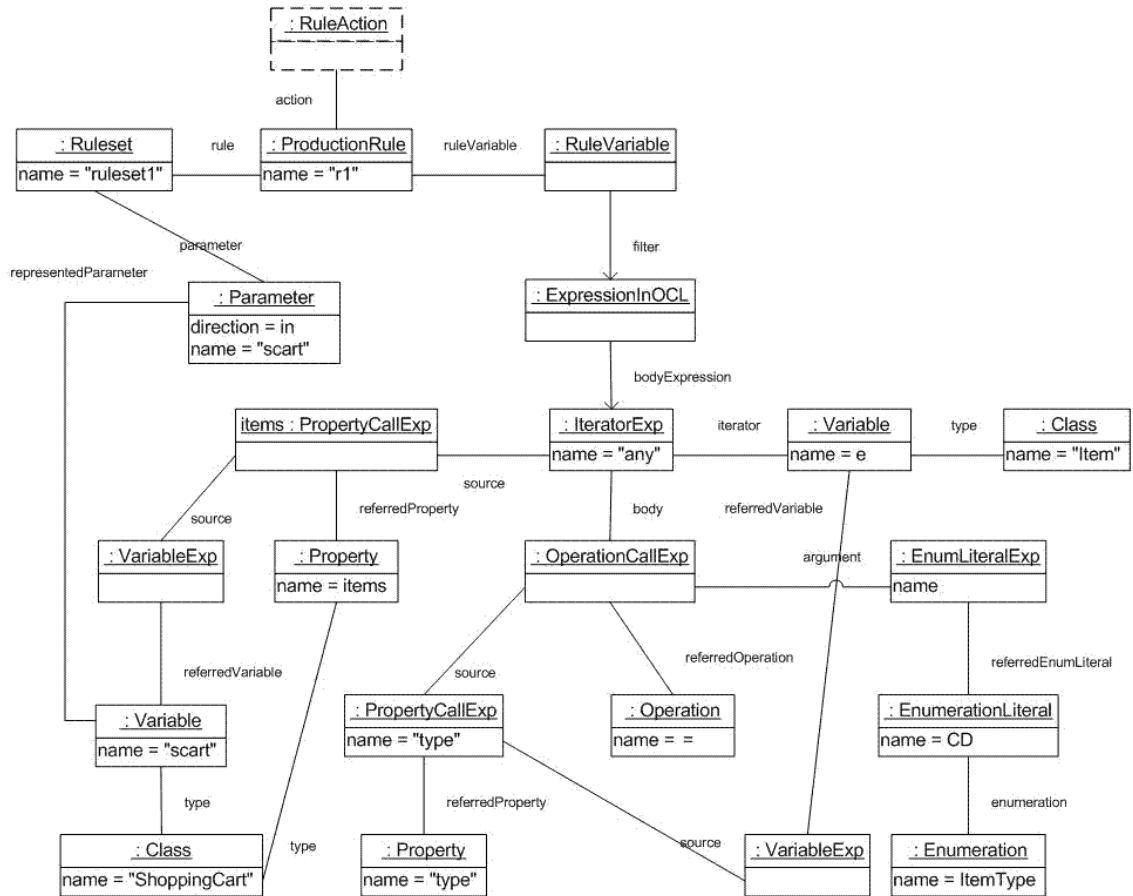 : RuleAction
action
: Ruleset
name = "ruleset1"
rule
: ProductionRule
name = "r1"
ruleVariable
: RuleVariable
parameter
filter
representedParameter
: Parameter
direction = in
name = "scart"
: ExpressionInOCL
bodyExpression
items : PropertyCallExp
source
: IteratorExp
name = "any"
iterator
: Variable
name = e
type
: Class
name = "Item"
source
referredProperty
body
referredVariable
: VariableExp
: Property
name = items
: OperationCallExp
argument
: EnumLiteralExp
name
referredVariable
source
referredOperation
referredEnumLiteral
: Variable
name = "scart"
: PropertyCallExp
name = "type"
: Operation
name = =
: EnumerationLiteral
name = CD
type
referredProperty
enumeration
: Class
name = "ShoppingCart"
type
: Property
name = "type"
source
: VariableExp
: Enumeration
name = ItemType